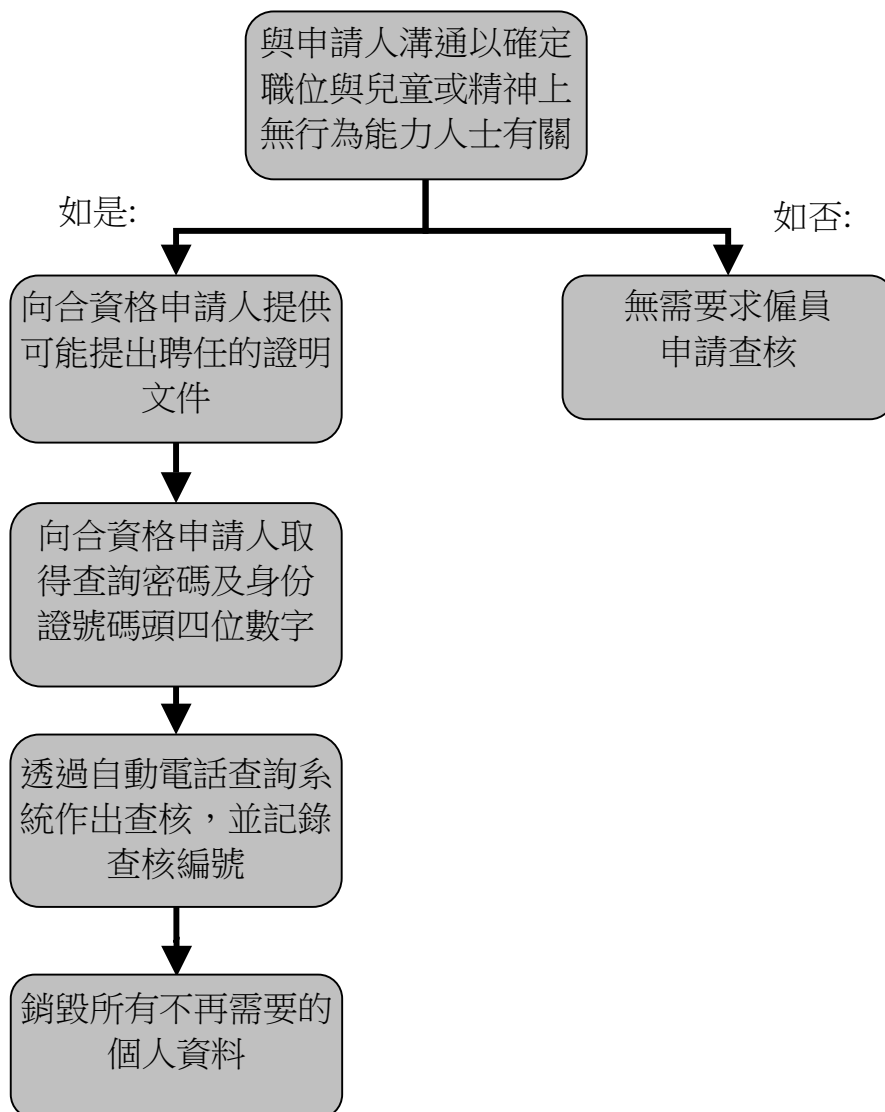 與申請人溝通以確定
職位與兒童或精神上
無行為能力人士有關
如是:
如否:
向合資格申請人提供
可能提出聘任的證明
文件
無需要求僱員
申請查核
向合資格申請人取
得查詢密碼及身份
證號碼頭四位數字
透過自動電話查詢系
統作出查核，並記錄
查核編號
銷毀所有不再需要的
個人資料